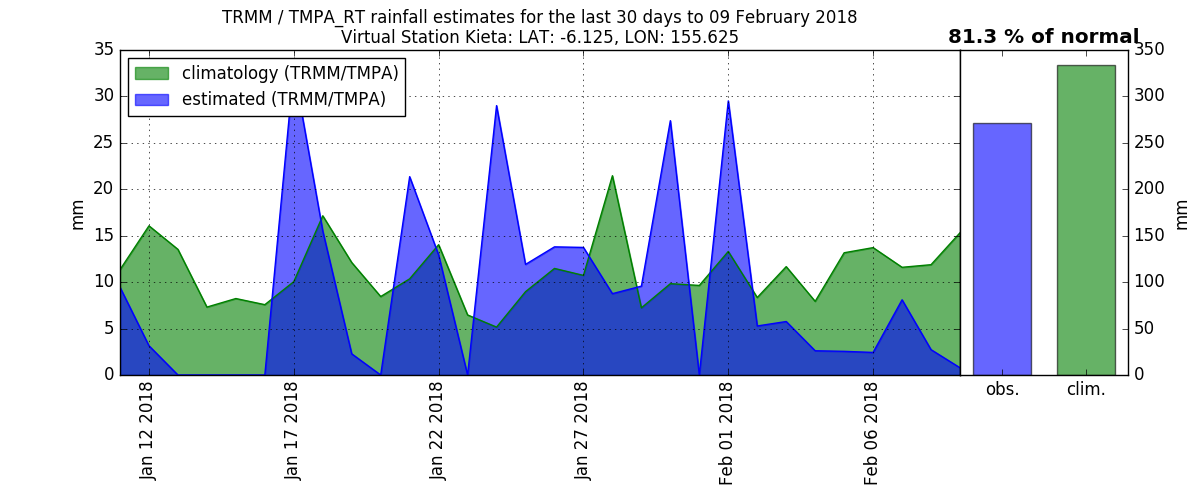 TRMM / TMPA_RT rainfall estimates for the last 30 days to 09 February 2018
Virtual Station Kieta: LAT: -6.125, LON: 155.625
81.3 % of normal
climatology (TRMM/TMPA)
estimated (TRMM/TMPA)
35
30
25
20
15
10
5
0
mm
Jan 12 2018
Jan 17 2018
Jan 22 2018
Jan 27 2018
Feb 01 2018
Feb 06 2018
obs.
clim.
350
300
250
200
150
100
50
0
mm